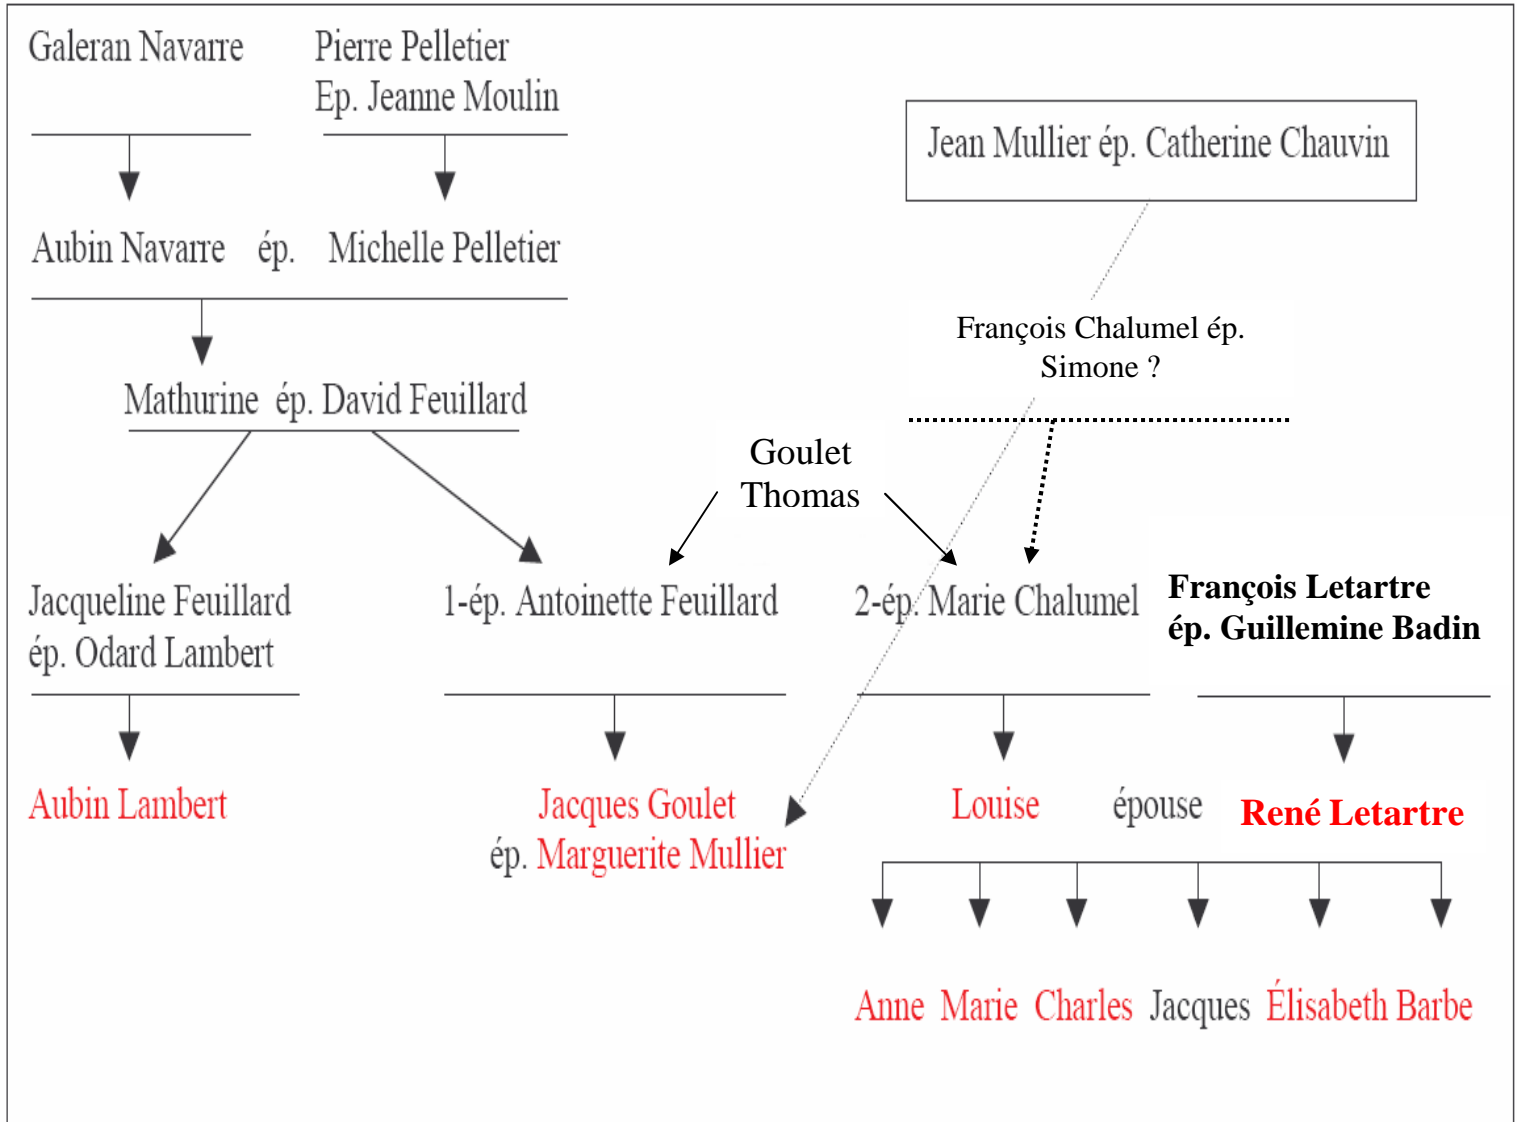 Galeran Navarre
Pierre Pelletier
Ep. Jeanne Moulin
Jean Mullier ép. Catherine Chauvin
Aubin Navarre ép. Michelle Pelletier
François Chalumel ép.
Simone ?
Mathurine ép. David Feuillard
Goulet
Thomas
Jacqueline Feuillard
ép. Odard Lambert
1-ép. Antoinette Feuillard
2-ép. Marie Chalumel
François Letartre
ép. Guillemine Badin
Aubin Lambert
Jacques Goulet
ép. Marguerite Mullier
Louise épouse René Letartre
Anne Marie Charles Jacques Élisabeth Barbe